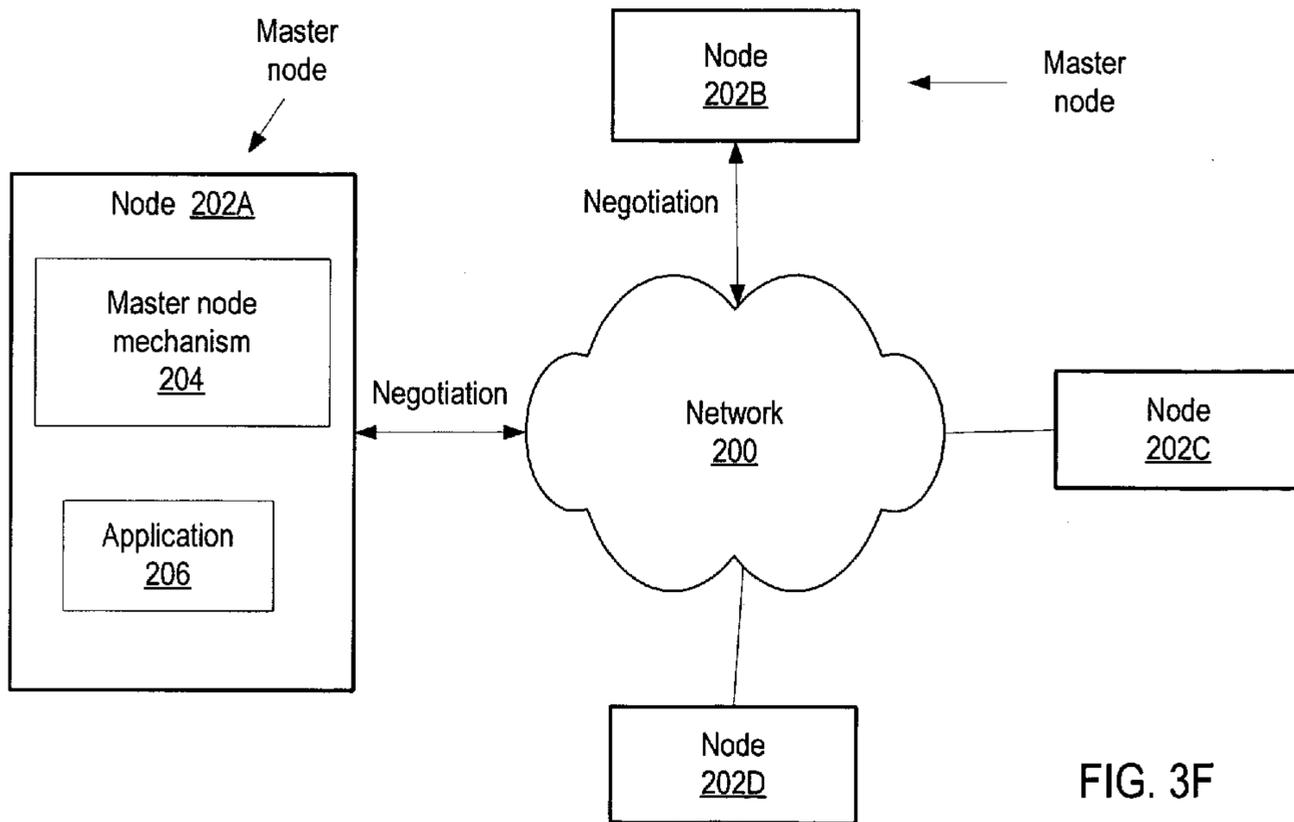 Master
node
Node
202B
Master
node
Node 202A
Negotiation
Master node
mechanism
204
Negotiation
Network
200
Node
202C
Application
206
Node
202D
FIG. 3F